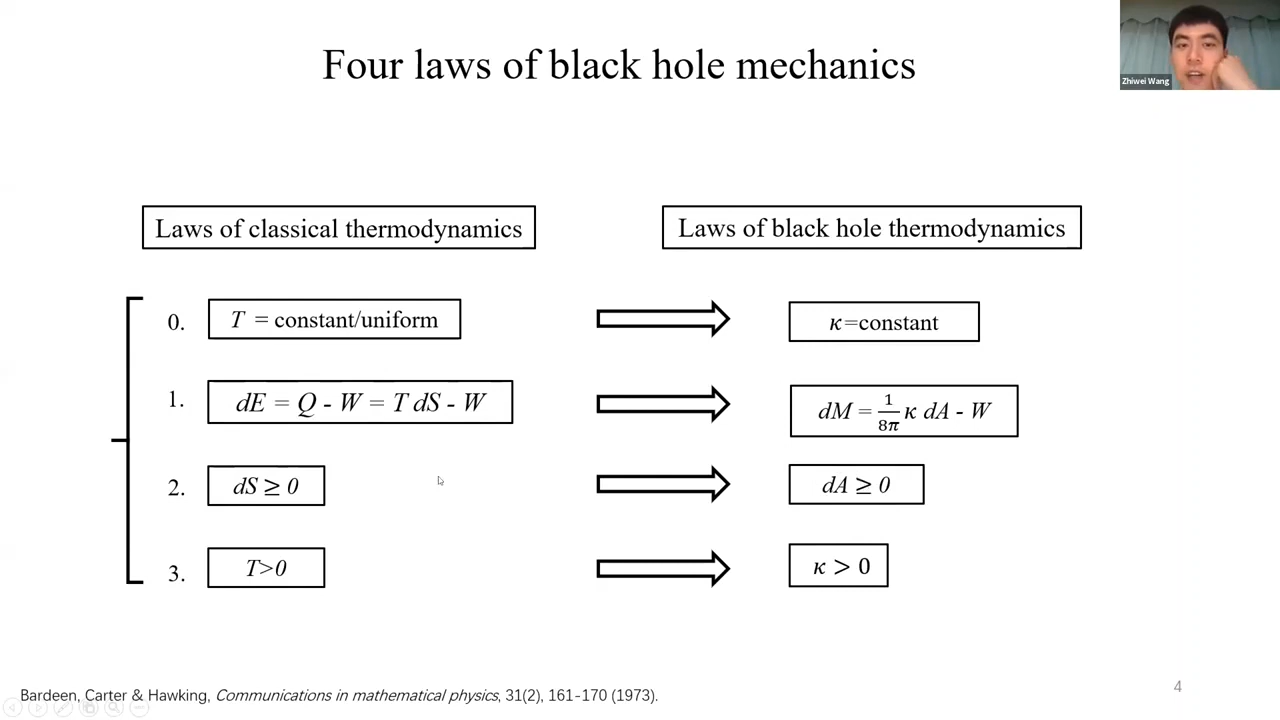 Four laws of black hole mechanics
Zhiwei Wang
Laws of classical thermodynamics
Laws of black hole thermodynamics
0.
T = constant/uniform
κ=constant
1.
dE = Q - W = T dS - W
dM = 1/8π κ dA - W
2.
dS ≥ 0
dA ≥ 0
3.
T>0
κ > 0
Bardeen, Carter & Hawking, Communications in mathematical physics, 31(2), 161-170 (1973).
4